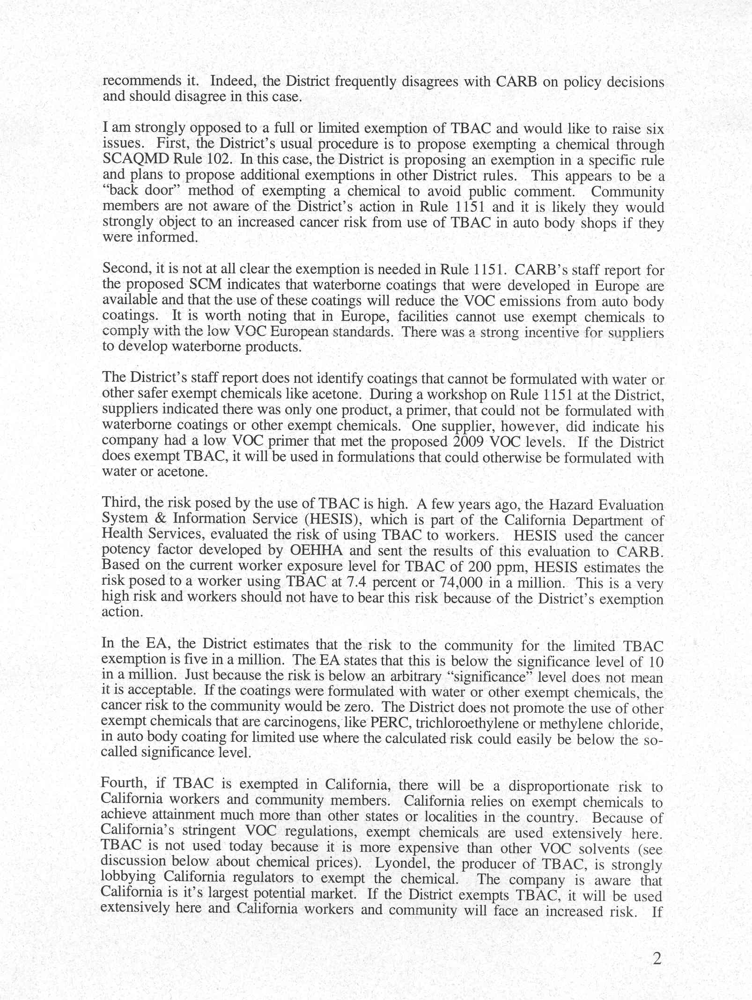 recommends it. Indeed, the District frequently disagrees with CARB on policy decisions
and should disagree in this case.
I am strongly opposed to a full or limited exemption of TBAC and would like to raise six
issues. First, the District's usual procedure is to propose exempting a chemical through
SCAQMD Rule 102. In this case, the District is proposing an exemption in a specific rule
and plans to propose additional exemptions in other District rules. This appears to be a
“back door” method of exempting a chemical to avoid public comment. Community
members are not aware of the District's action in Rule 1151 and it is likely they would
strongly object to an increased cancer risk from use of TBAC in auto body shops if they
were informed.
Second, it is not at all clear the exemption is needed in Rule 1151. CARB's staff report for
the proposed SCM indicates that waterborne coatings that were developed in Europe are
available and that the use of these coatings will reduce the VOC emissions from auto body
coatings. It is worth noting that in Europe, facilities cannot use exempt chemicals to
comply with the low VOC European standards. There was a strong incentive for suppliers
to develop waterborne products.
The District's staff report does not identify coatings that cannot be formulated with water or
other safer exempt chemicals like acetone. During a workshop on Rule 1151 at the District,
suppliers indicated there was only one product, a primer, that could not be formulated with
waterborne coatings or other exempt chemicals. One supplier, however, did indicate his
company had a low VOC primer that met the proposed 2009 VOC levels. If the District
does exempt TBAC, it will be used in formulations that could otherwise be formulated with
water or acetone.
Third, the risk posed by the use of TBAC is high. A few years ago, the Hazard Evaluation
System & Information Service (HESIS), which is part of the California Department of
Health Services, evaluated the risk of using TBAC to workers. HESIS used the cancer
potency factor developed by OEHHA and sent the results of this evaluation to CARB.
Based on the current worker exposure level for TBAC of 200 ppm, HESIS estimates the
risk posed to a worker using TBAC at 7.4 percent or 74,000 in a million. This is a very
high risk and workers should not have to bear this risk because of the District's exemption
action.
In the EA, the District estimates that the risk to the community for the limited TBAC
exemption is five in a million. The EA states that this is below the significance level of 10
in a million. Just because the risk is below an arbitrary “significance” level does not mean
it is acceptable. If the coatings were formulated with water or other exempt chemicals, the
cancer risk to the community would be zero. The District does not promote the use of other
exempt chemicals that are carcinogens, like PERC, trichloroethylene or methylene chloride,
in auto body coating for limited use where the calculated risk could easily be below the so-
called significance level.
Fourth, if TBAC is exempted in California, there will be a disproportionate risk to
California workers and community members. California relies on exempt chemicals to
achieve attainment much more than other states or localities in the country. Because of
California's stringent VOC regulations, exempt chemicals are used extensively here.
TBAC is not used today because it is more expensive than other VOC solvents (see
discussion below about chemical prices). Lyondel, the producer of TBAC, is strongly
lobbying California regulators to exempt the chemical. The company is aware that
California is it's largest potential market. If the District exempts TBAC, it will be used
extensively here and California workers and community will face an increased risk. If
2